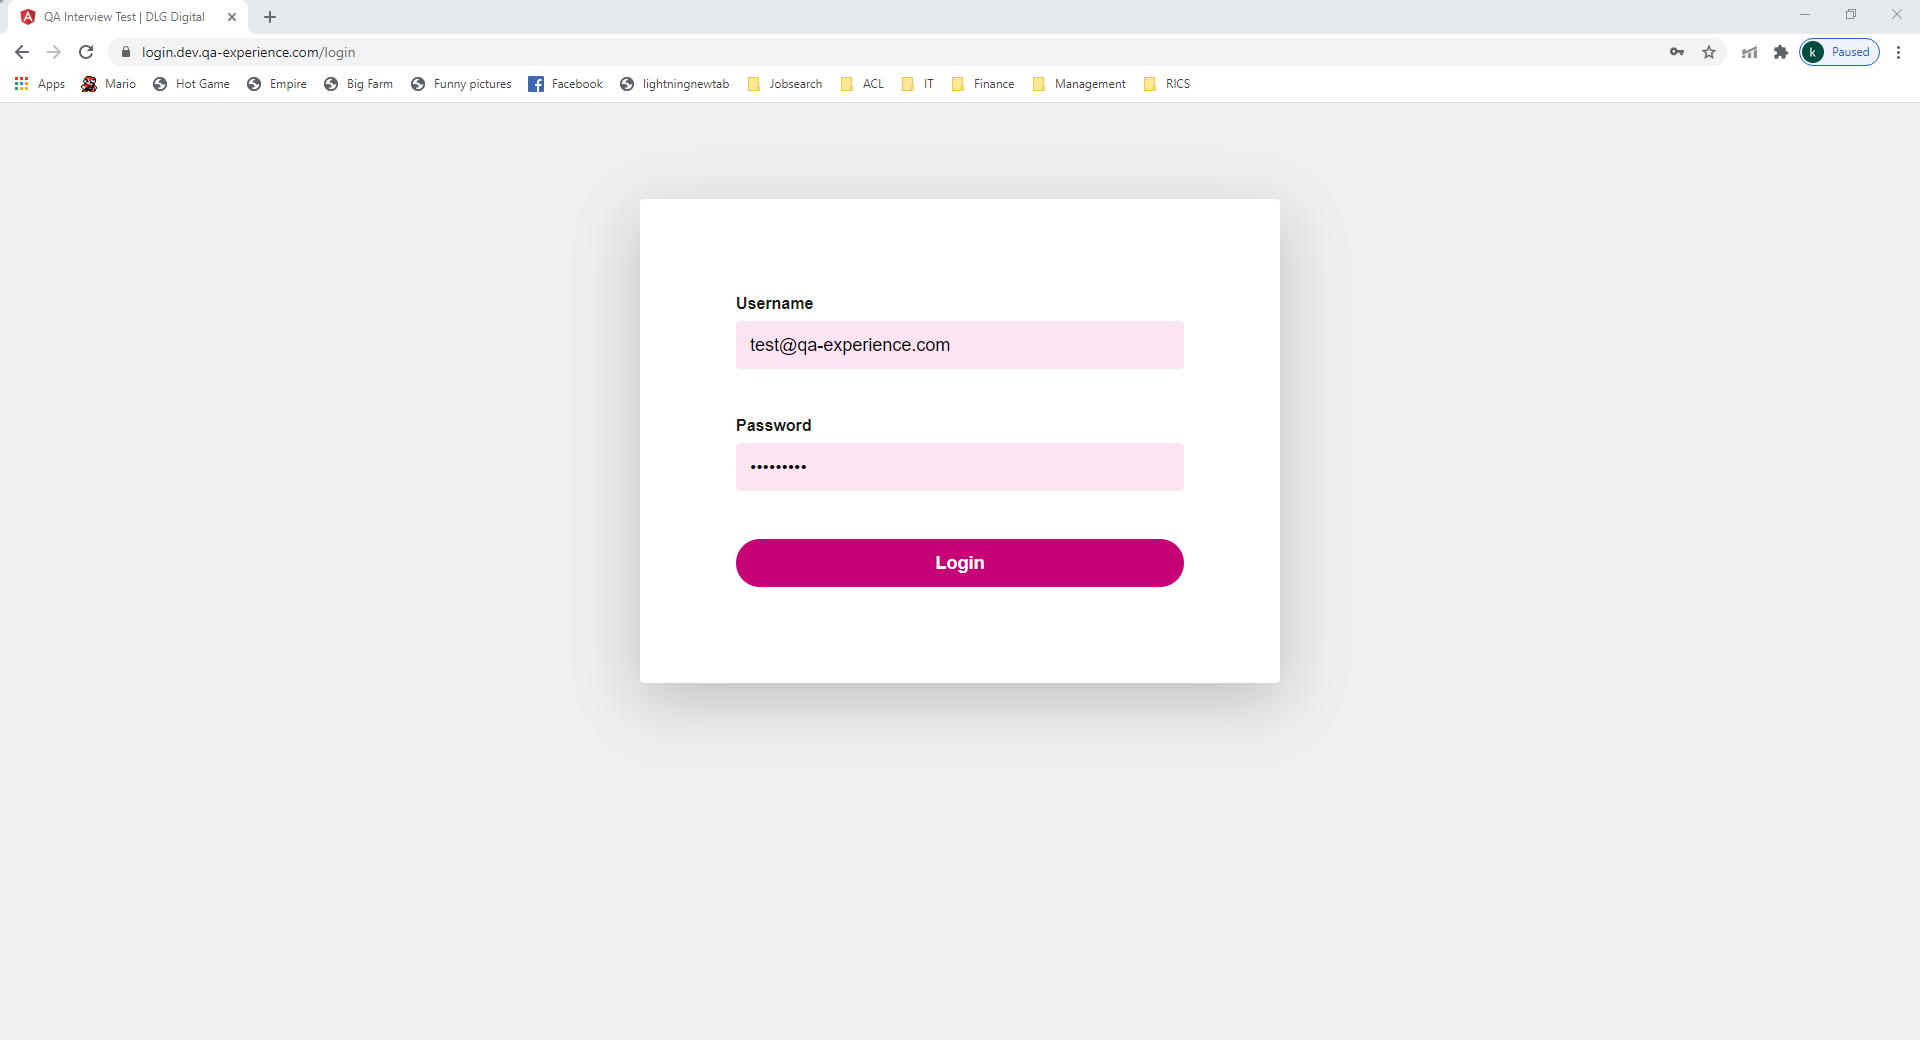 QA Interview Test | DLG Digital
login.dev.qa-experience.com/login
k Paused
Apps Mario Hot Game Empire Big Farm Funny pictures Facebook lightningnewtab Jobsearch ACL IT Finance Management RICS
Username
test@qa-experience.com
Password
•••••••••
Login